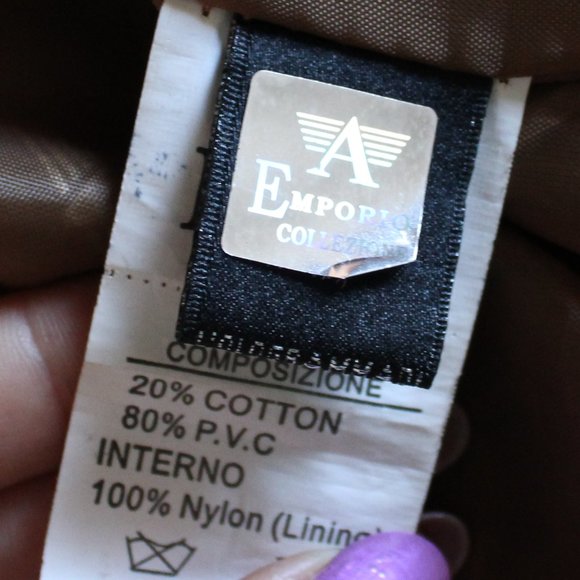 A
EMPORIO
COLLEZIONI
COMPOSIZIONE
20% COTTON
80% P.V.C
INTERNO
100% Nylon (Lining)